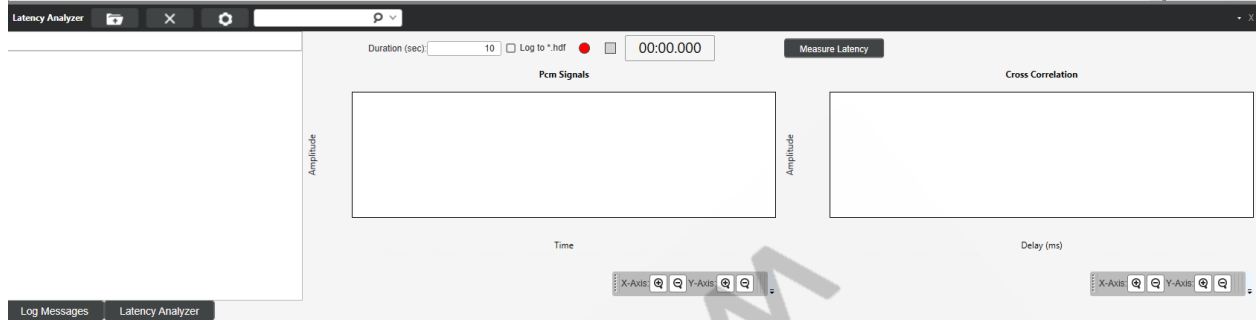 Latency Analyzer
Duration (sec): 10 Log to *.hdf 00:00.000 Measure Latency
Pcm Signals
Cross Correlation
Amplitude
Amplitude
Time
Delay (ms)
X-Axis: Y-Axis:
X-Axis: Y-Axis:
Log Messages Latency Analyzer